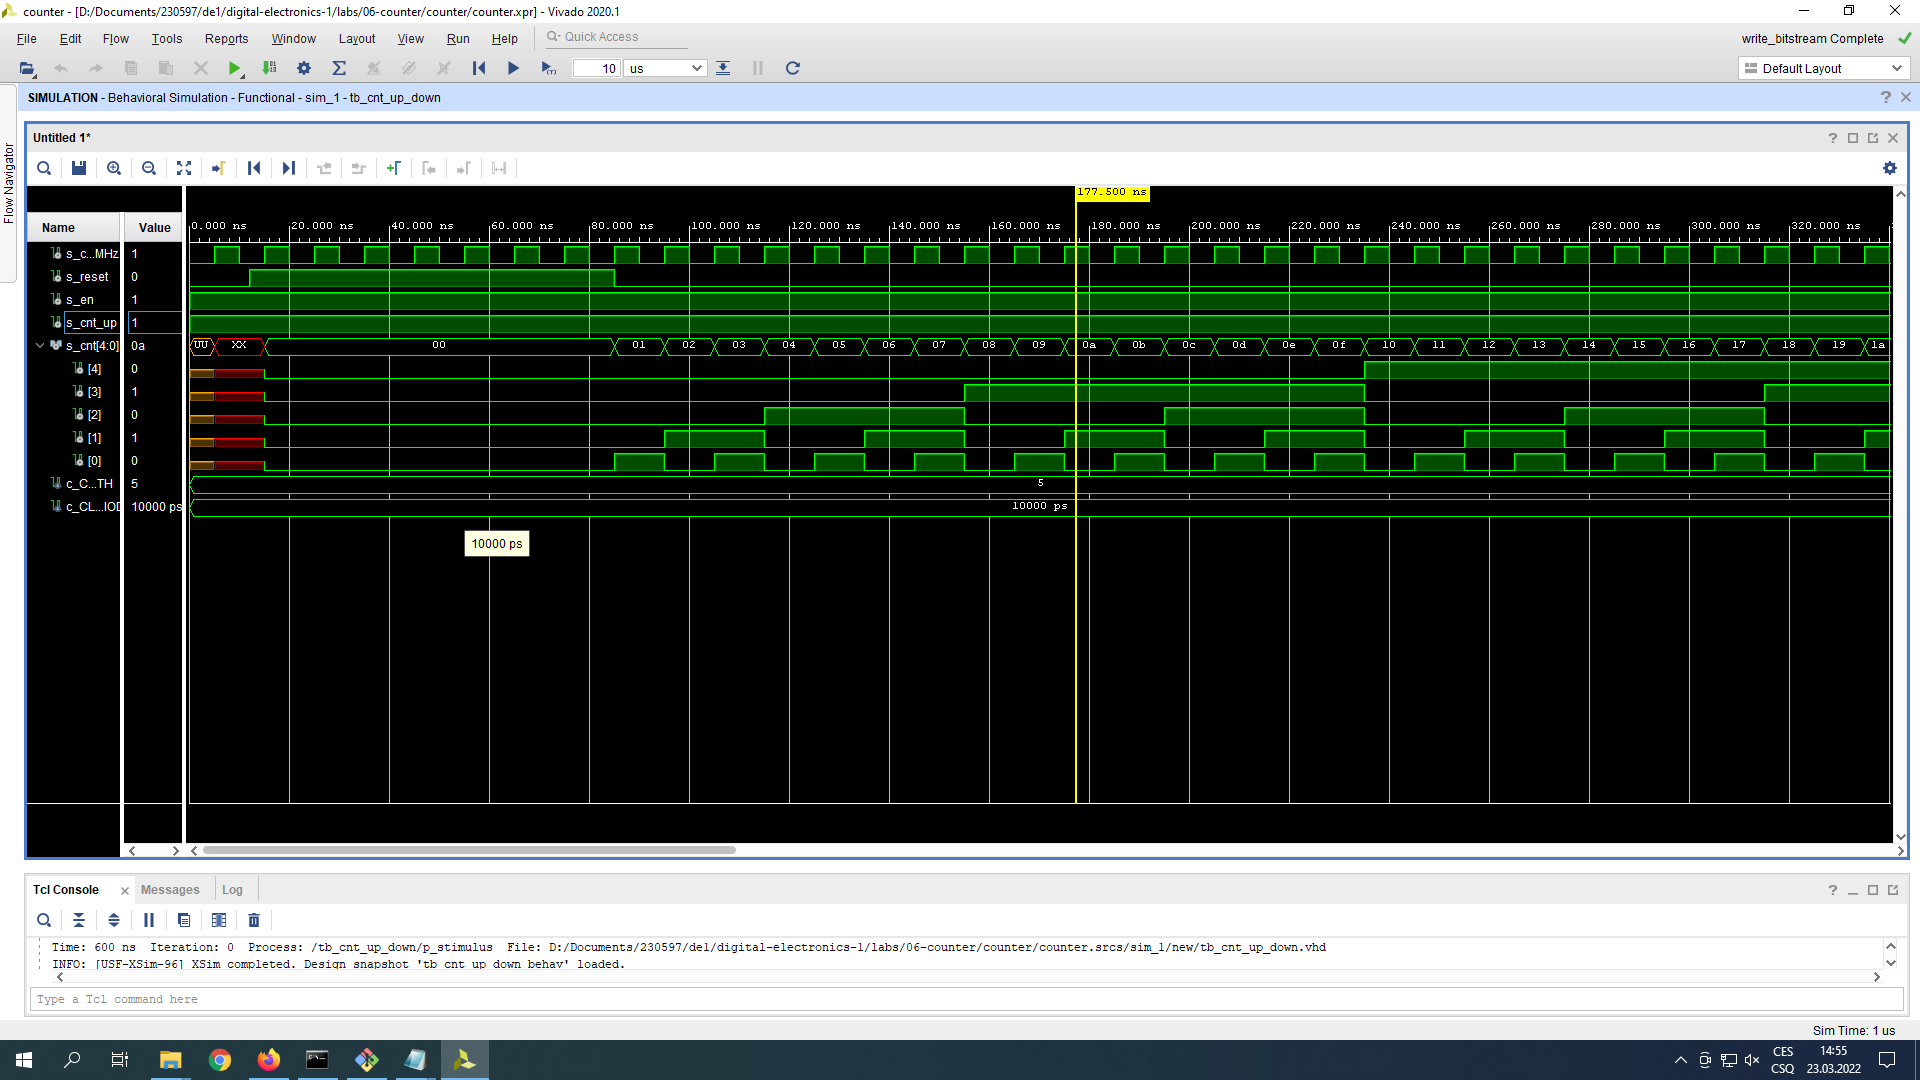 counter - [D:/Documents/230597/de1/digital-electronics-1/labs/06-counter/counter/counter.xpr] - Vivado 2020.1
File Edit Flow Tools Reports Window Layout View Run Help Quick Access
write_bitstream Complete
10 us
Default Layout
SIMULATION - Behavioral Simulation - Functional - sim_1 - tb_cnt_up_down
Flow Navigator
Untitled 1*
177.500 ns
Name Value
0.000 ns 20.000 ns 40.000 ns 60.000 ns 80.000 ns 100.000 ns 120.000 ns 140.000 ns 160.000 ns 180.000 ns 200.000 ns 220.000 ns 240.000 ns 260.000 ns 280.000 ns 300.000 ns 320.000 ns
s_c...MHz 1
s_reset 0
s_en 1
s_cnt_up 1
s_cnt[4:0] 0a UU XX 00 01 02 03 04 05 06 07 08 09 0a 0b 0c 0d 0e 0f 10 11 12 13 14 15 16 17 18 19 1a
[4] 0
[3] 1
[2] 0
[1] 1
[0] 0
c_C...TH 5 5
c_CL...IOD 10000 ps 10000 ps
10000 ps
Tcl Console Messages Log
Time: 600 ns Iteration: 0 Process: /tb_cnt_up_down/p_stimulus File: D:/Documents/230597/de1/digital-electronics-1/labs/06-counter/counter/counter.srcs/sim_1/new/tb_cnt_up_down.vhd
INFO: [USF-XSim-96] XSim completed. Design snapshot 'tb_cnt_up_down_behav' loaded.
Type a Tcl command here
Sim Time: 1 us
CES 14:55
CSQ 23.03.2022